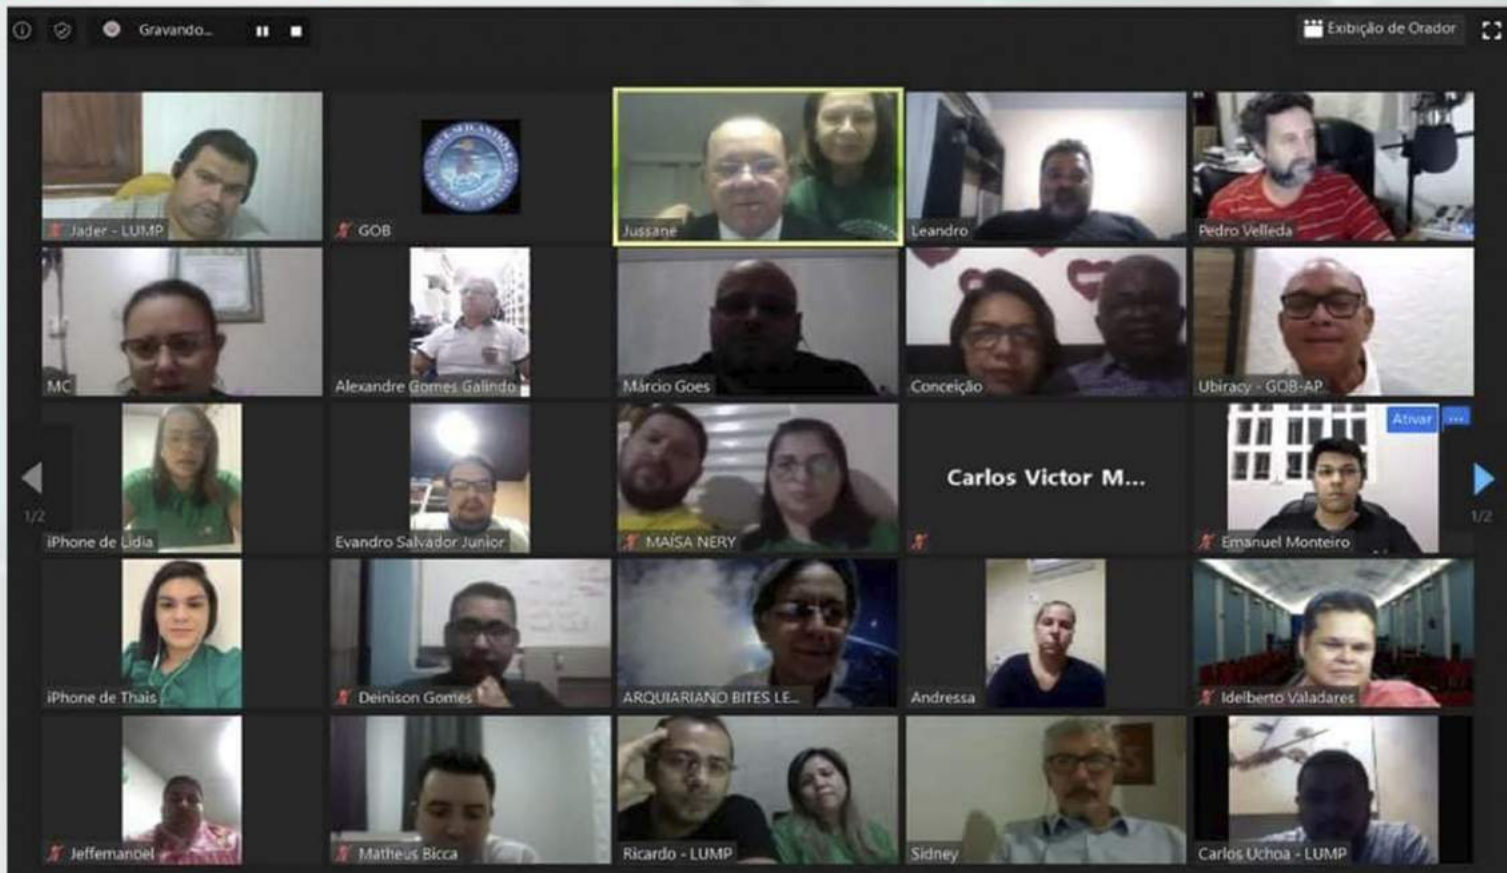 Gravando...
Exibição de Orador
Jader - LUMP
GOB
Jussane
Leandro
Pedro Velleda
MC
Alexandre Gomes Galindo
Márcio Goes
Conceição
Ubiracy - GOB-AP
iPhone de Lidia
Evandro Salvador Junior
MAÍSA NERY
Carlos Victor M...
Ativar ...
Emanuel Monteiro
1/2
1/2
iPhone de Thais
Deinison Gomes
ARQUIARIANO BITES LE...
Andressa
Idelberto Valadares
Jeffemanoel
Matheus Bicca
Ricardo - LUMP
Sidney
Carlos Uchoa - LUMP